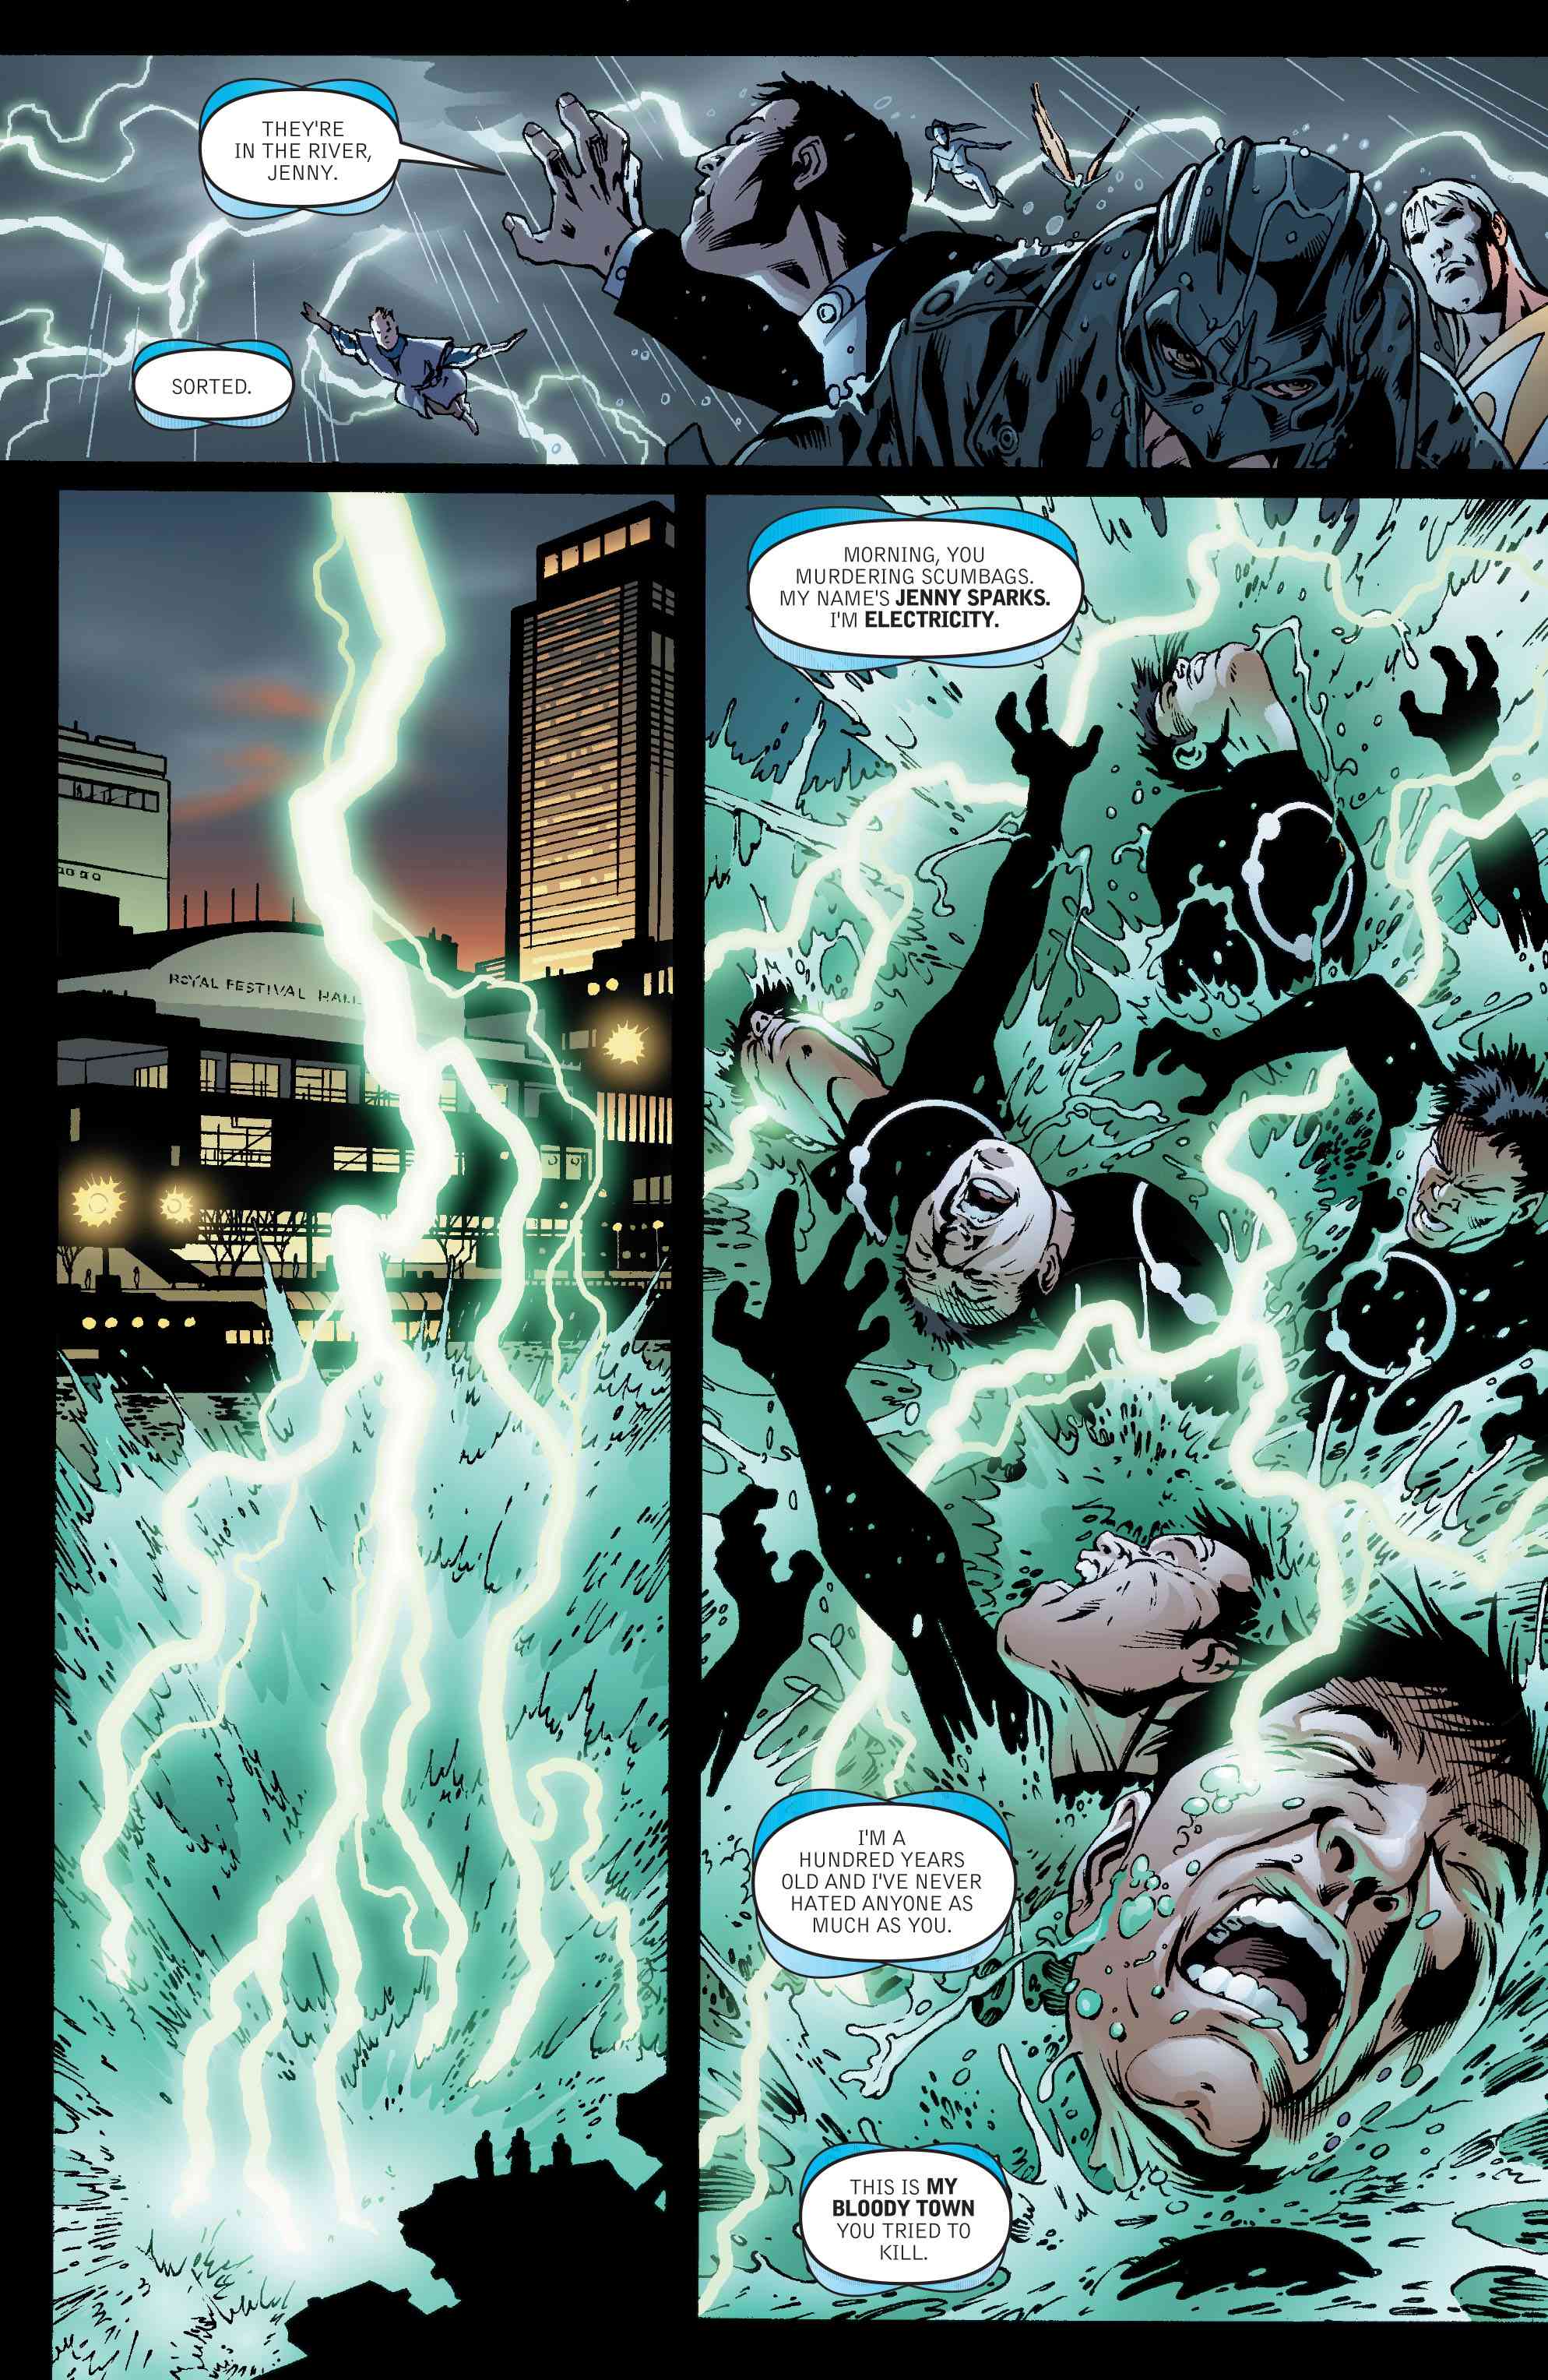 THEY'RE
IN THE RIVER,
JENNY.
SORTED.
ROYAL FESTIVAL HALL
MORNING, YOU
MURDERING SCUMBAGS.
MY NAME'S JENNY SPARKS.
I'M ELECTRICITY.
I'M A
HUNDRED YEARS
OLD AND I'VE NEVER
HATED ANYONE AS
MUCH AS YOU.
THIS IS MY
BLOODY TOWN
YOU TRIED TO
KILL.